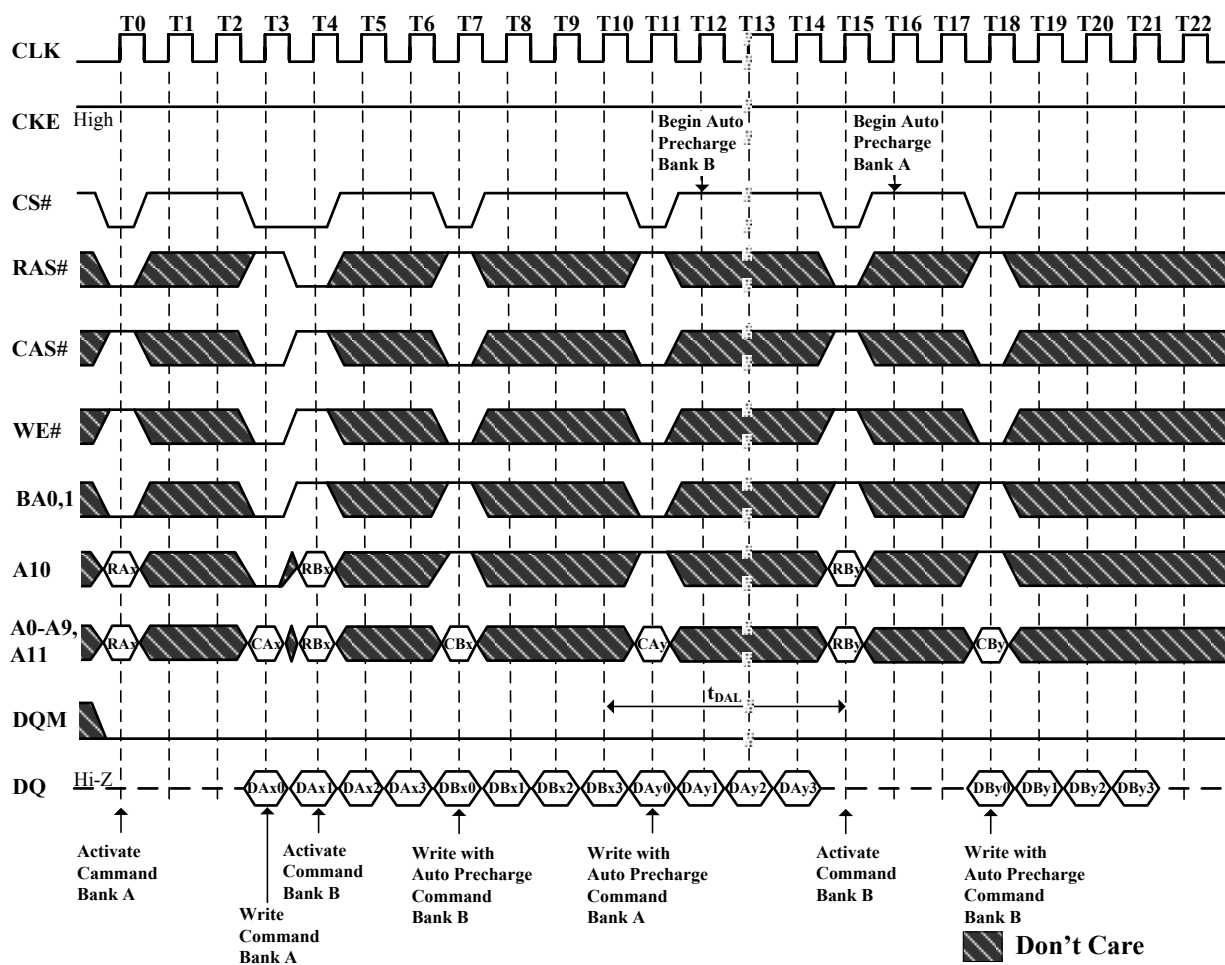 T0 T1 T2 T3 T4 T5 T6 T7 T8 T9 T10 T11 T12 T13 T14 T15 T16 T17 T18 T19 T20 T21 T22
CLK
CKE High
Begin Auto
Precharge
Bank B
Begin Auto
Precharge
Bank A
CS#
RAS#
CAS#
WE#
BA0,1
A10 RAx RBx RBy
A0-A9,
A11
RAx CAx RBx CBx CAy RBy CBy
tDAL
DQM
DQ Hi-Z DAx0 DAx1 DAx2 DAx3 DBx0 DBx1 DBx2 DBx3 DAy0 DAy1 DAy2 DAy3 DBy0 DBy1 DBy2 DBy3
Activate
Cammand
Bank A
Write
Command
Bank A
Activate
Command
Bank B
Write with
Auto Precharge
Command
Bank B
Write with
Auto Precharge
Command
Bank A
Activate
Command
Bank B
Write with
Auto Precharge
Command
Bank B
Don't Care